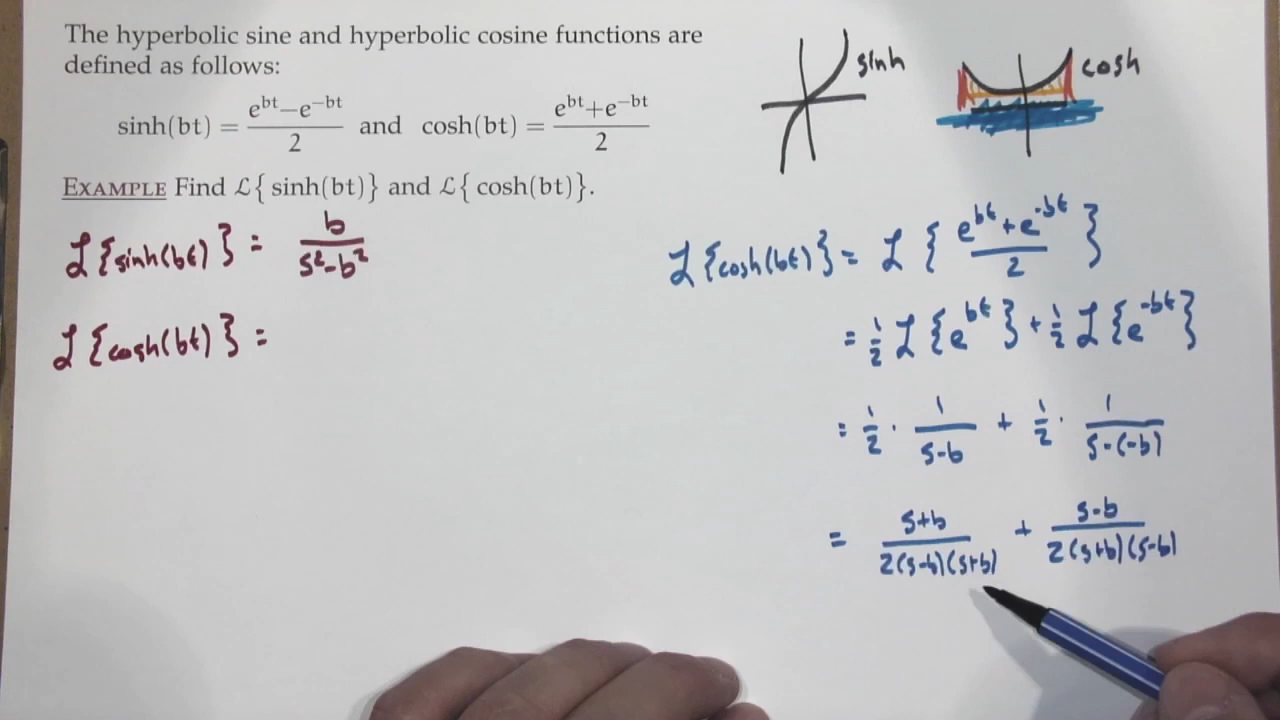 The hyperbolic sine and hyperbolic cosine functions are
defined as follows:
sinh(bt) = (e^{bt} − e^{−bt})/2 and cosh(bt) = (e^{bt} + e^{−bt})/2
sinh
cosh
EXAMPLE Find ℒ{ sinh(bt)} and ℒ{ cosh(bt)}.
ℒ{sinh(bt)} = b/(s²-b²)
ℒ{cosh(bt)} =
ℒ{cosh(bt)} = ℒ{ (e^{bt} + e^{-bt})/2 }
= 1/2 ℒ{e^{bt}} + 1/2 ℒ{e^{-bt}}
= 1/2 · 1/(s-b) + 1/2 · 1/(s-(-b))
= (s+b)/(2(s-b)(s+b)) + (s-b)/(2(s+b)(s-b))